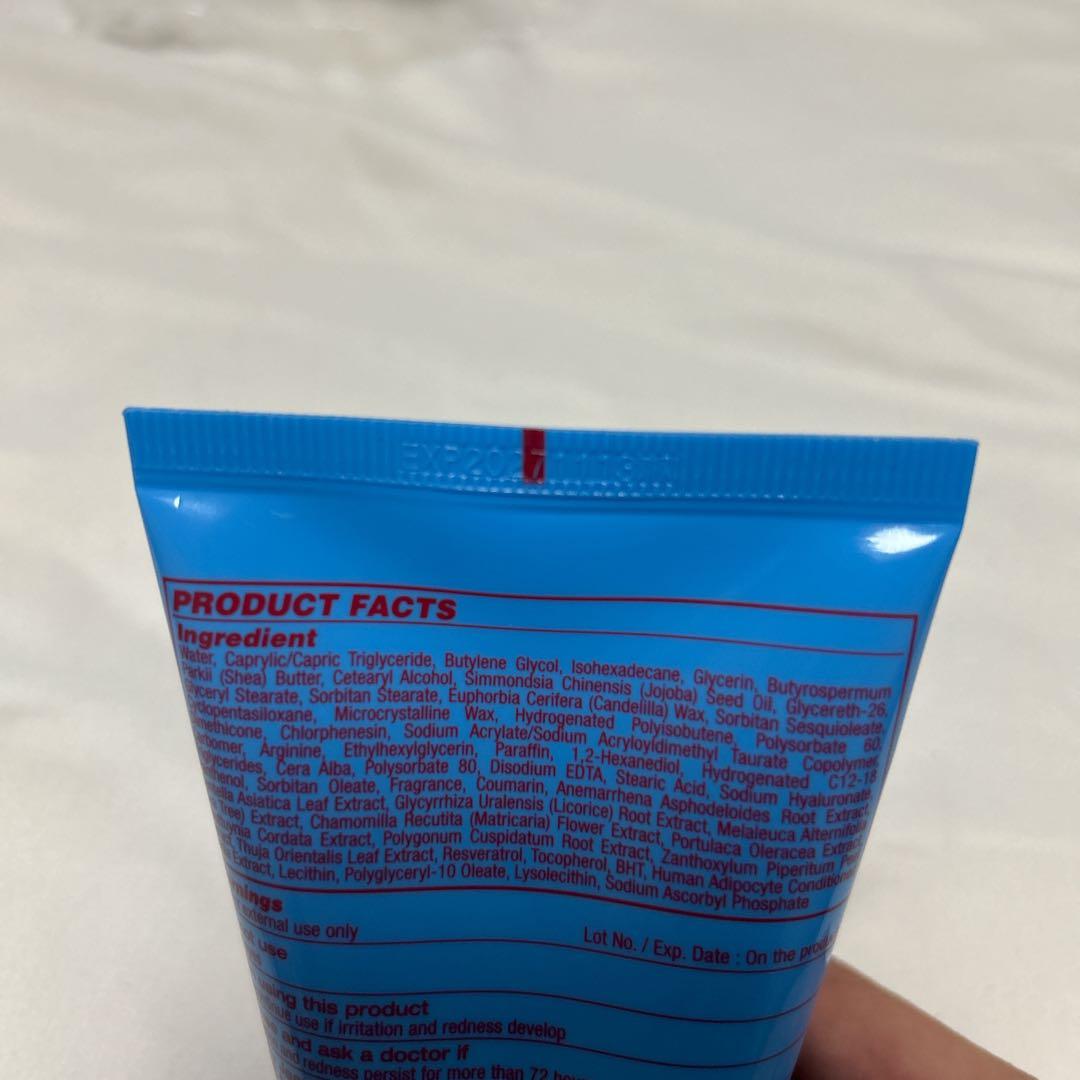 EXP2027
PRODUCT FACTS
Ingredient
Water, Caprylic/Capric Triglyceride, Butylene Glycol, Isohexadecane, Glycerin, Butyrospermum
Parkii (Shea) Butter, Cetearyl Alcohol, Simmondsia Chinensis (Jojoba) Seed Oil, Glycereth-26,
Glyceryl Stearate, Sorbitan Stearate, Euphorbia Cerifera (Candelilla) Wax, Sorbitan Sesquioleate,
Cyclopentasiloxane, Microcrystalline Wax, Hydrogenated Polyisobutene, Polysorbate 60,
Dimethicone, Chlorphenesin, Sodium Acrylate/Sodium Acryloyldimethyl Taurate Copolymer,
Carbomer, Arginine, Ethylhexylglycerin, Paraffin, 1,2-Hexanediol, Hydrogenated C12-18
Cera Alba, Polysorbate 80, Disodium EDTA, Stearic Acid, Sodium Hyaluronate,
Sorbitan Oleate, Fragrance, Coumarin, Anemarrhena Asphodeloides Root Extract,
Asiatica Leaf Extract, Glycyrrhiza Uralensis (Licorice) Root Extract, Melaleuca Alternifolia
Tree) Extract, Chamomilla Recutita (Matricaria) Flower Extract, Portulaca Oleracea Extract,
Cordata Extract, Polygonum Cuspidatum Root Extract, Zanthoxylum Piperitum
Thuja Orientalis Leaf Extract, Resveratrol, Tocopherol, BHT, Human Adipocyte
Extract, Lecithin, Polyglyceryl-10 Oleate, Lysolecithin, Sodium Ascorbyl Phosphate
external use only
Lot No. / Exp. Date : On the
use
using this product
use if irritation and redness develop
and ask a doctor if
and redness persist for more than 72